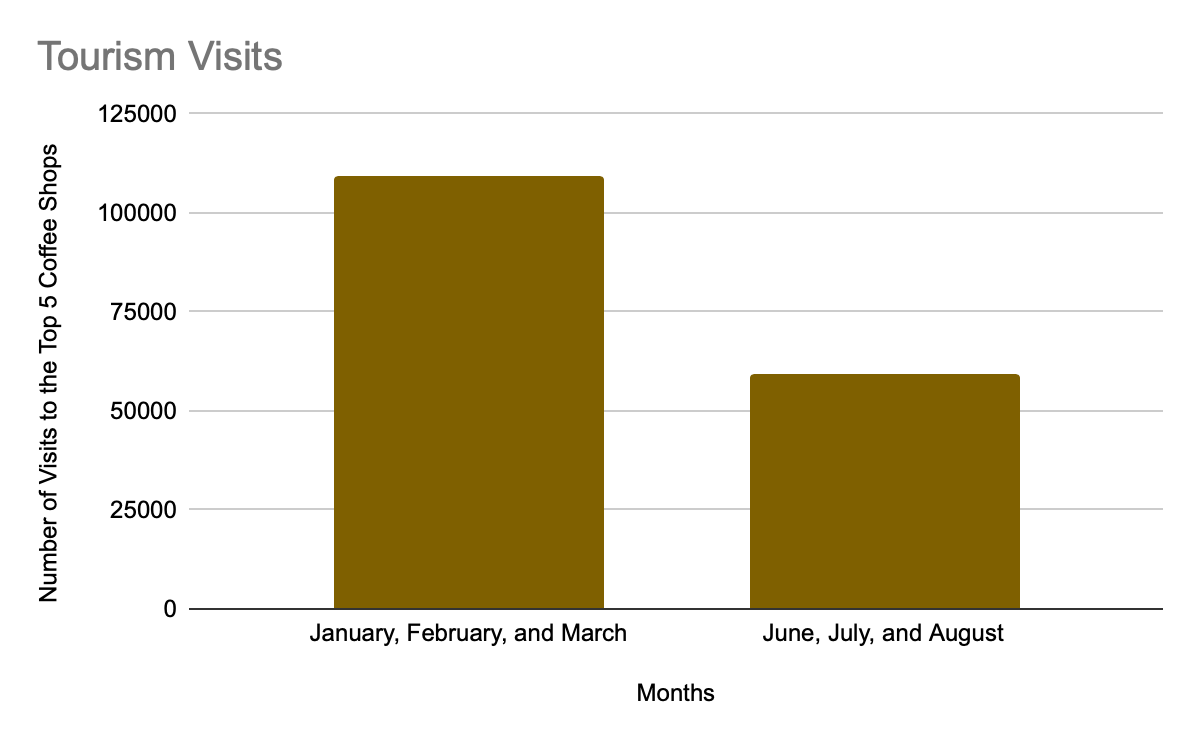 Tourism Visits
Number of Visits to the Top 5 Coffee Shops
125000
100000
75000
50000
25000
0
January, February, and March
June, July, and August
Months